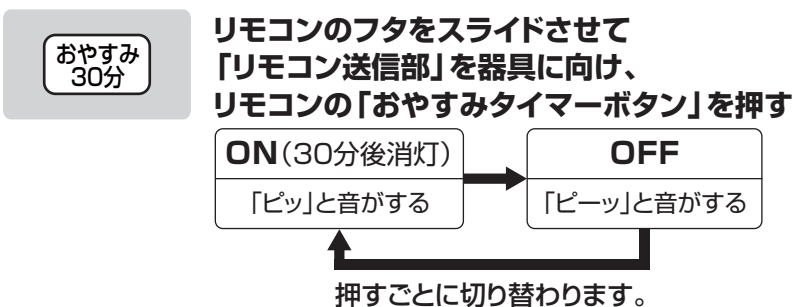 おやすみ
30分
リモコンのフタをスライドさせて
「リモコン送信部」を器具に向け、
リモコンの「おやすみタイマーボタン」を押す
ON(30分後消灯)
「ピッ」と音がする
OFF
「ピーッ」と音がする
押すごとに切り替わります。